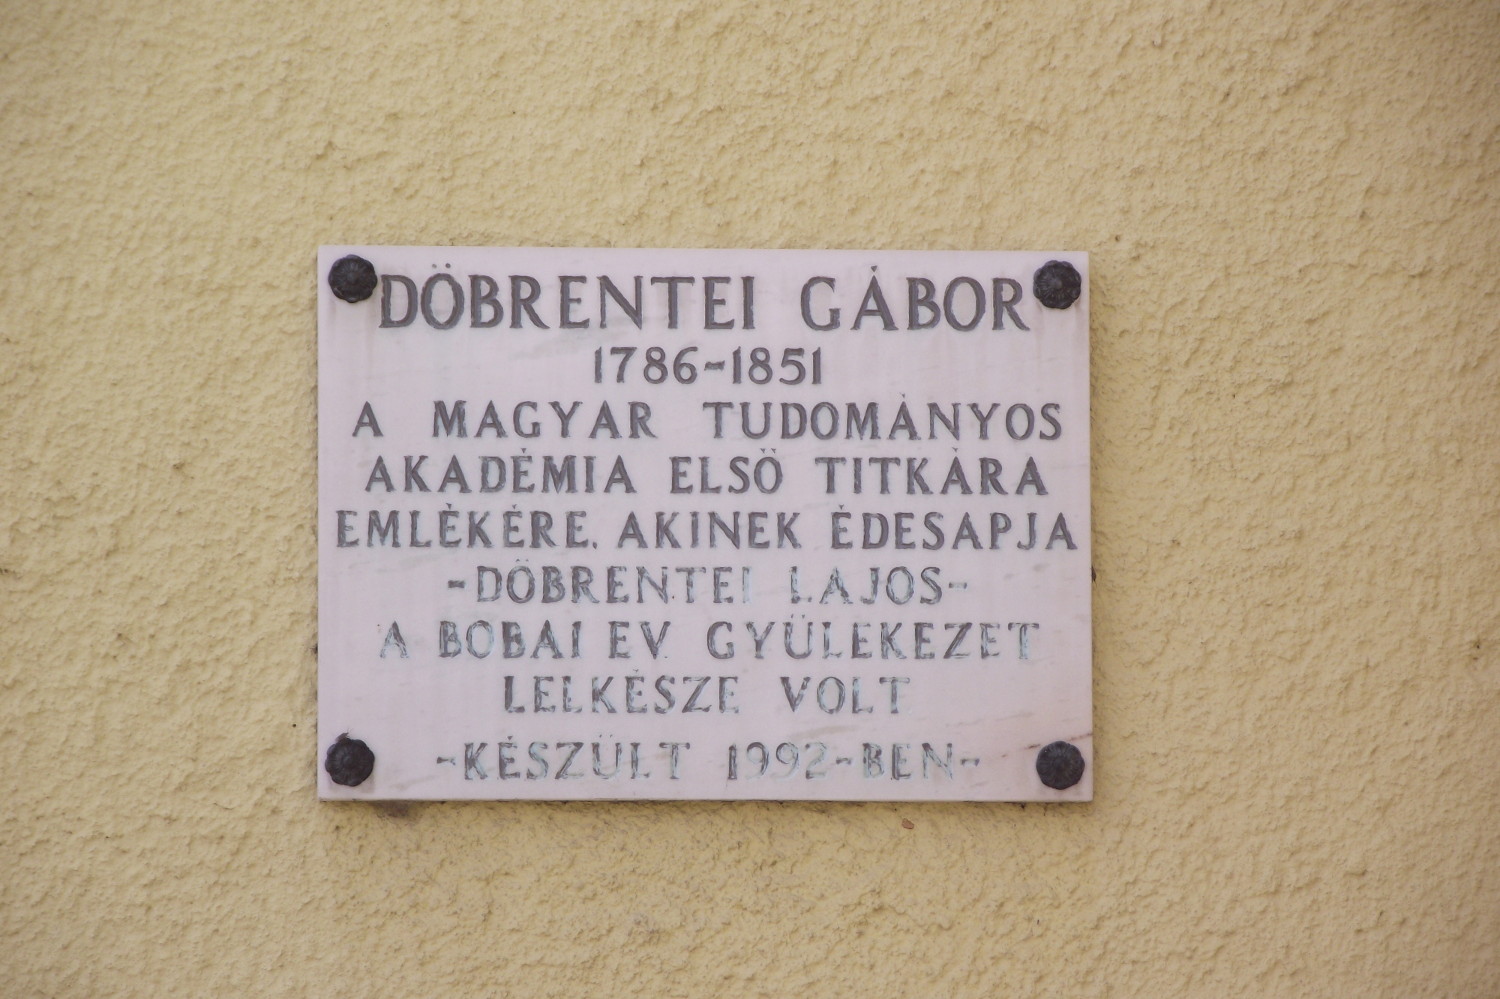 DÖBRENTEI GÁBOR
1786-1851
A MAGYAR TUDOMÁNYOS
AKADÉMIA ELSŐ TITKÁRA
EMLÉKÉRE. AKINEK ÉDESAPJA
-DÖBRENTEI LAJOS-
A BOBAI EV GYÜLEKEZET
LELKÉSZE VOLT
-KÉSZÜLT 1992-BEN-